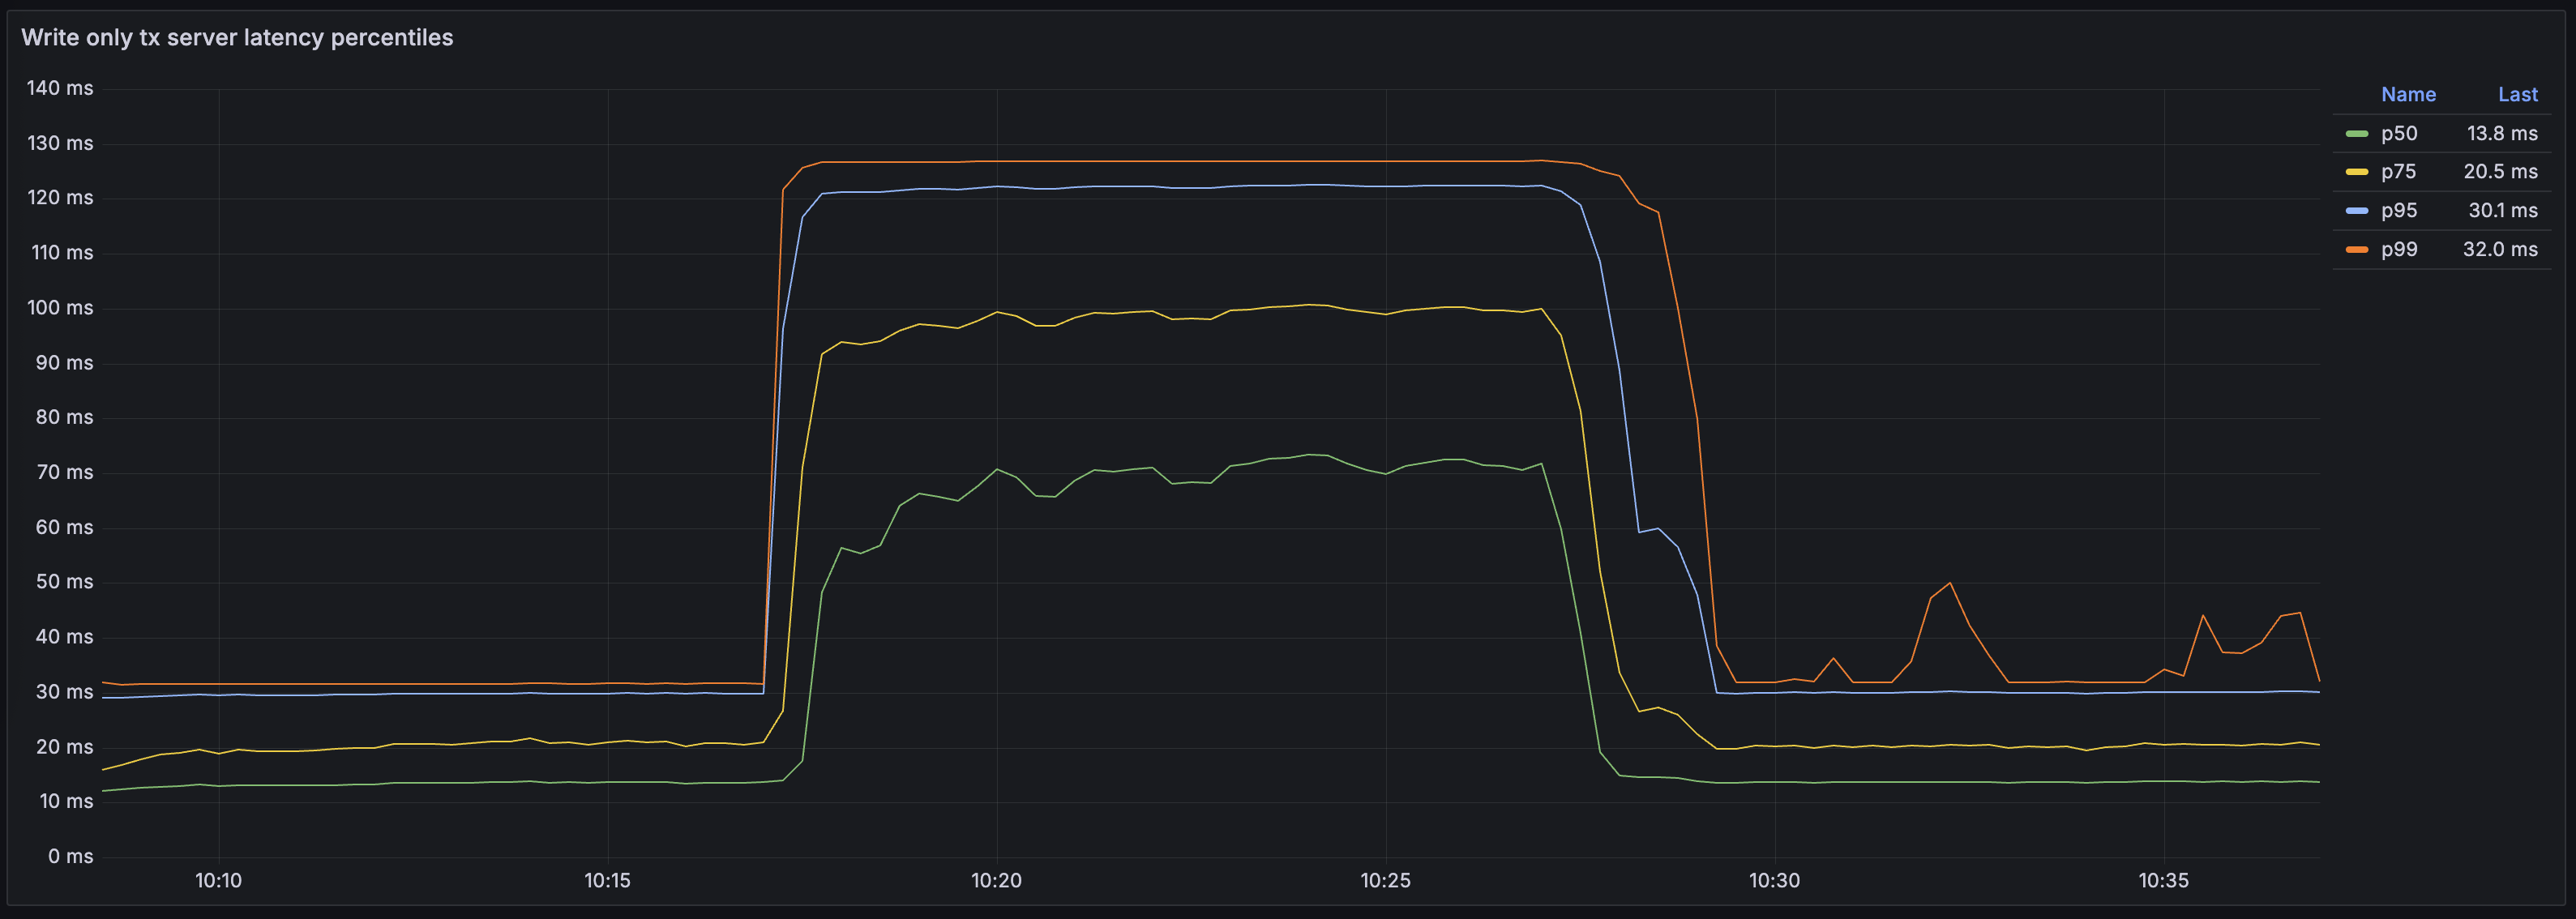 Write only tx server latency percentiles
140 ms
130 ms
120 ms
110 ms
100 ms
90 ms
80 ms
70 ms
60 ms
50 ms
40 ms
30 ms
20 ms
10 ms
0 ms
10:10 10:15 10:20 10:25 10:30 10:35
Name Last
p50 13.8 ms
p75 20.5 ms
p95 30.1 ms
p99 32.0 ms